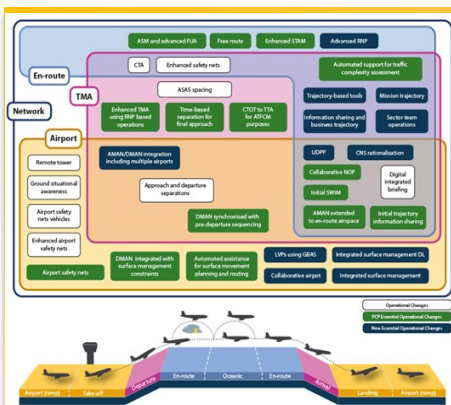 ASM and advanced FUA
Free route
Enhanced STAM
Advanced RNP
En-route
CTA
Enhanced safety nets
Automated support for traffic
complexity assessment
TMA
ASAS spacing
Network
Enhanced TMA
using RNP based
operations
Time-based
separation for
final approach
CTOT to TTA
for ATFCM
purposes
Trajectory-based tools
Mission trajectory
Information sharing and
business trajectory
Sector team
operations
Airport
Remote tower
AMAN/DMAN integration
including multiple airports
UDPP
CNS rationalisation
Ground situational
awareness
Approach and departure
separations
Collaborative NOP
Digital
integrated
briefing
Initial SWIM
Airport safety
nets vehicles
DMAN synchronised with
pre-departure sequencing
AMAN extended
to en-route airspace
Initial trajectory
information sharing
Enhanced airport
safety nets
Airport safety nets
DMAN integrated with
surface management
constraints
Automated assistance
for surface movement
planning and routing
LVPs using GBAS
Integrated surface management DL
Collaborative airport
Integrated surface management
Operational Changes
PCP Essential Operational Changes
New Essential Operational Changes
Airport (ramp)
Take-off
Departure
En-route
Oceanic
En-route
Arrival
Landing
Airport (ramp)